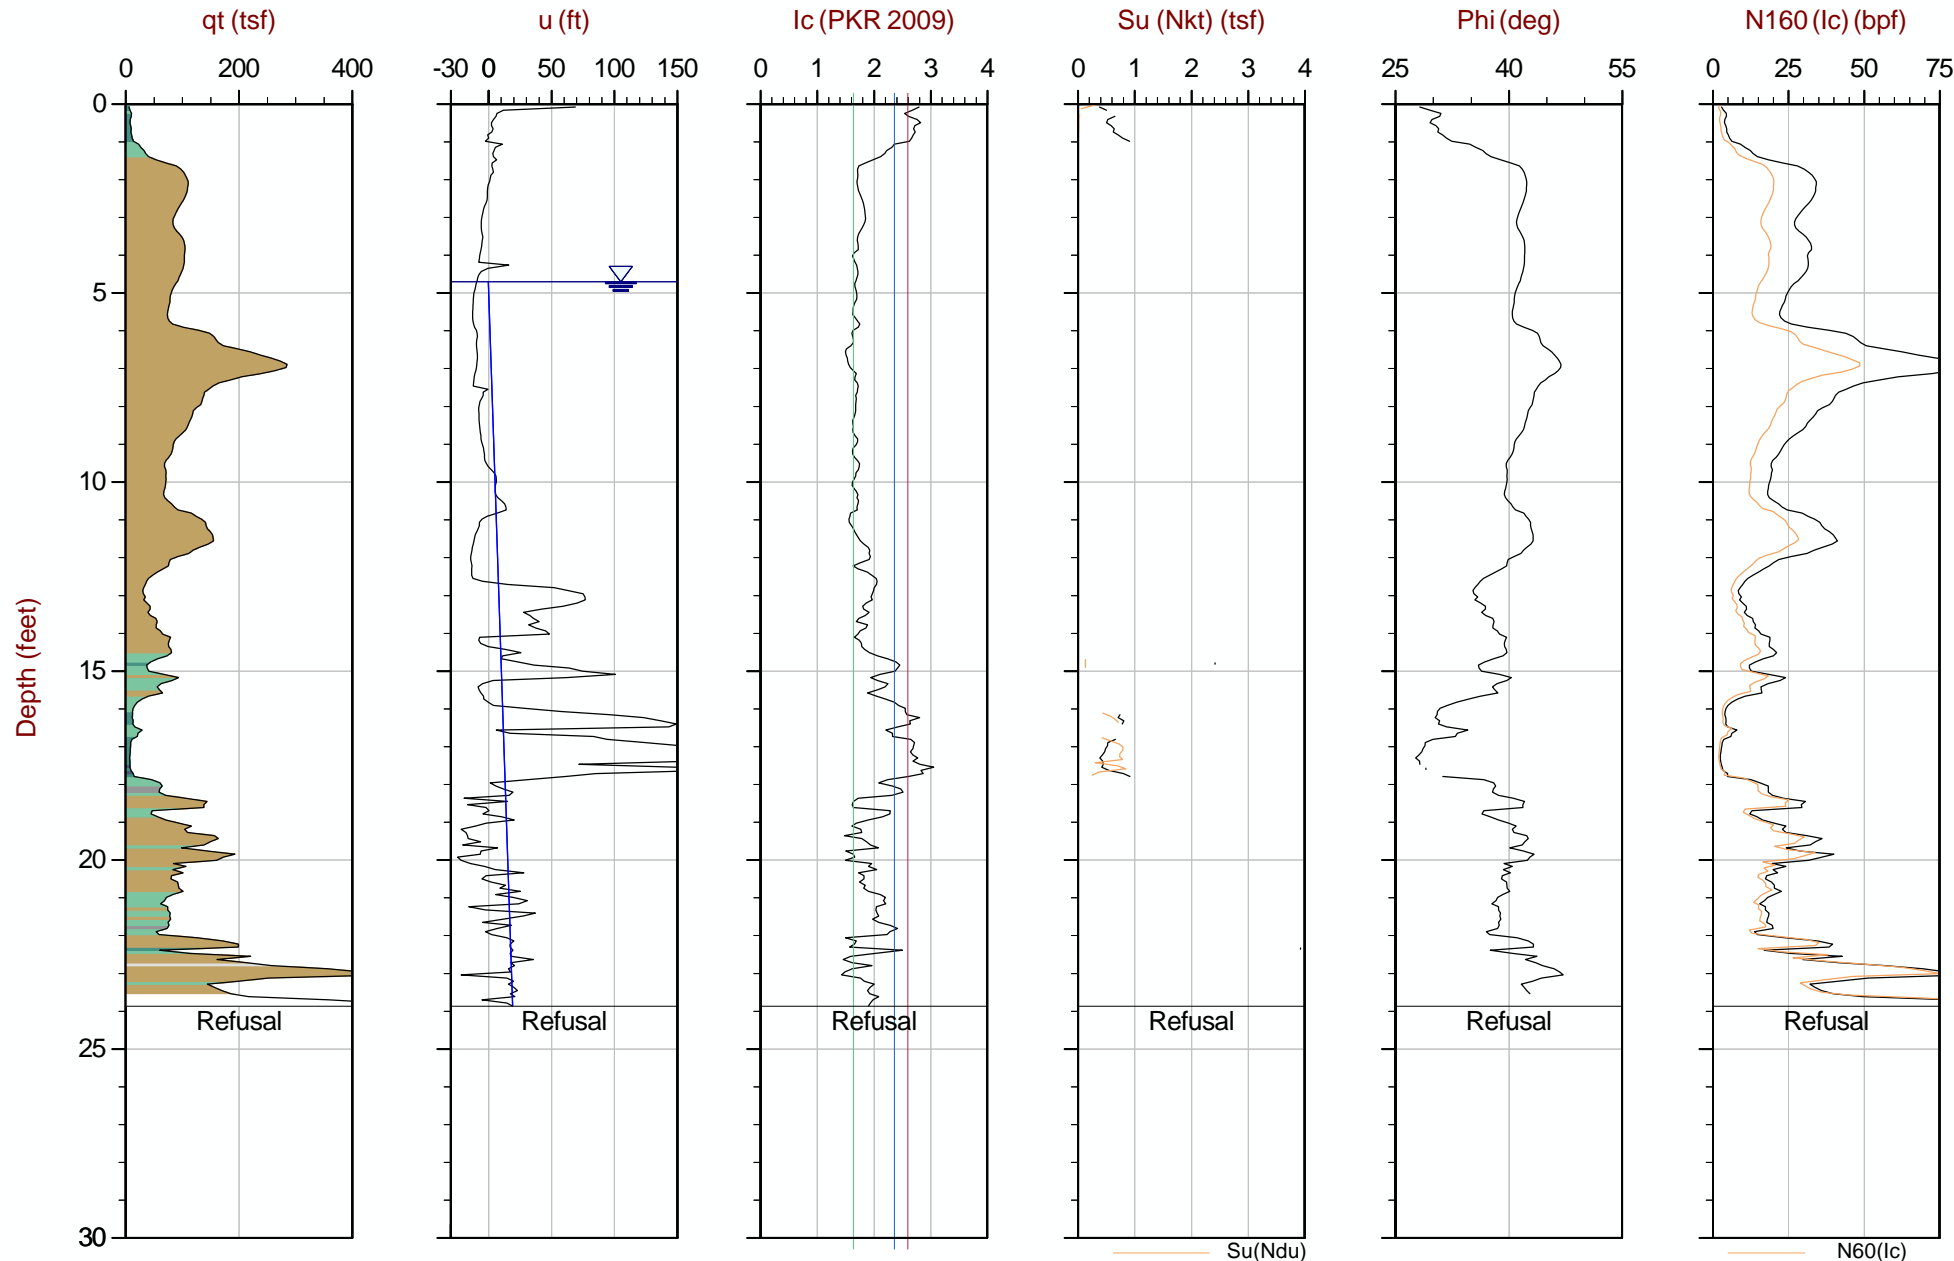 qt (tsf) u (ft) Ic (PKR 2009) Su (Nkt) (tsf) Phi (deg) N160 (Ic) (bpf)
0 200 400 -30 0 50 100 150 0 1 2 3 4 0 1 2 3 4 25 40 55 0 25 50 75
0
5
10
Depth (feet)
15
20
Refusal Refusal Refusal Refusal Refusal Refusal
25
30
Su(Ndu) N60(Ic)